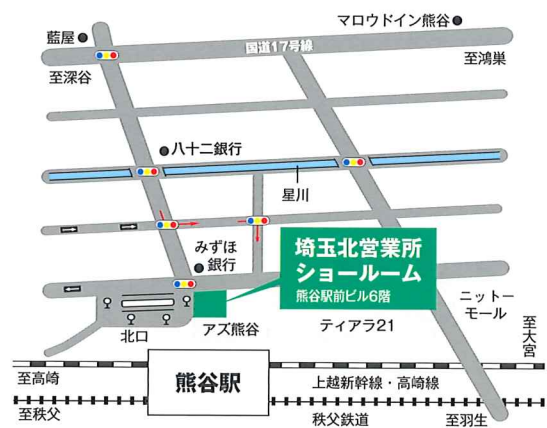 マロウドイン熊谷
藍屋
国道17号線
至深谷
至鴻巣
八十二銀行
星川
みずほ
銀行
埼玉北営業所
ショールーム
熊谷駅前ビル6階
ニットー
モール
北口
アズ熊谷
ティアラ21
至大宮
至高崎
熊谷駅
上越新幹線・高崎線
至秩父
秩父鉄道
至羽生